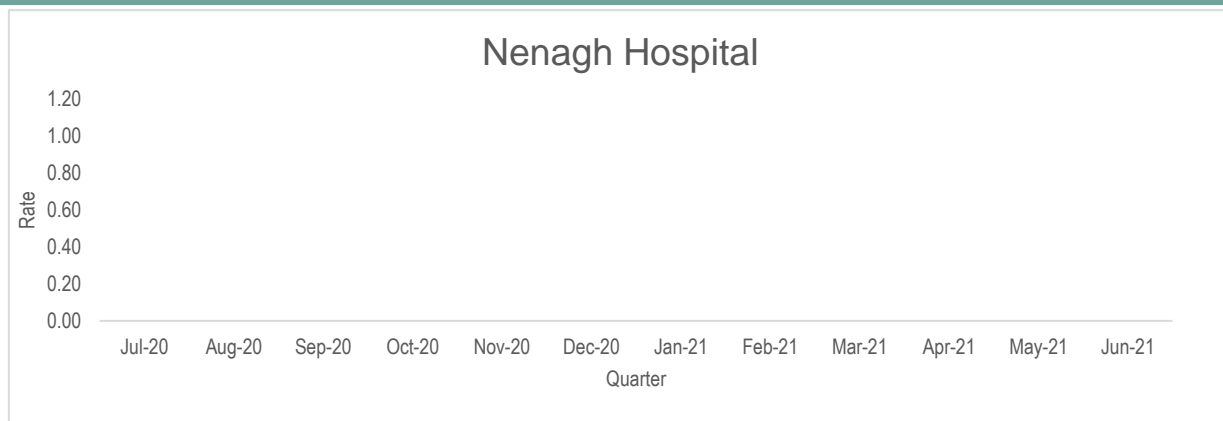 Nenagh Hospital
1.20
1.00
0.80
0.60
0.40
0.20
0.00
Rate
Jul-20 Aug-20 Sep-20 Oct-20 Nov-20 Dec-20 Jan-21 Feb-21 Mar-21 Apr-21 May-21 Jun-21
Quarter